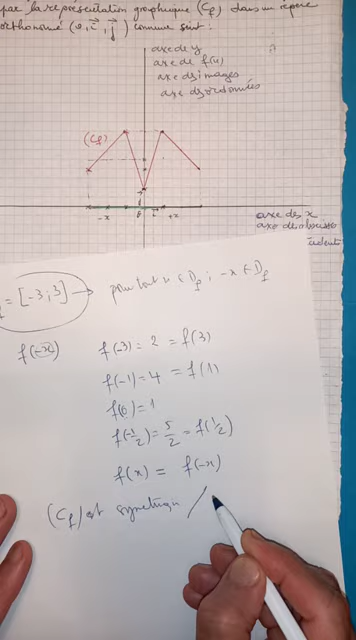 par la représentation graphique (Cf) dans un repère
orthonormé (o, i, j) comme suit :
axe de y
axe de f(x)
axe des images
axe des ordonnées
(Cf)
j
1
0
i
-x
+x
axe des x
axe des abscisses
= [-3 ; 3] → pour tout x ∈ Df ; -x ∈ Df
f(-x)
f(-3) = 2 = f(3)
f(-1) = 4 = f(1)
f(0) = 1
f(-1/2) = 5/2 = f(1/2)
f(x) = f(-x)
(Cf) est symétrique /